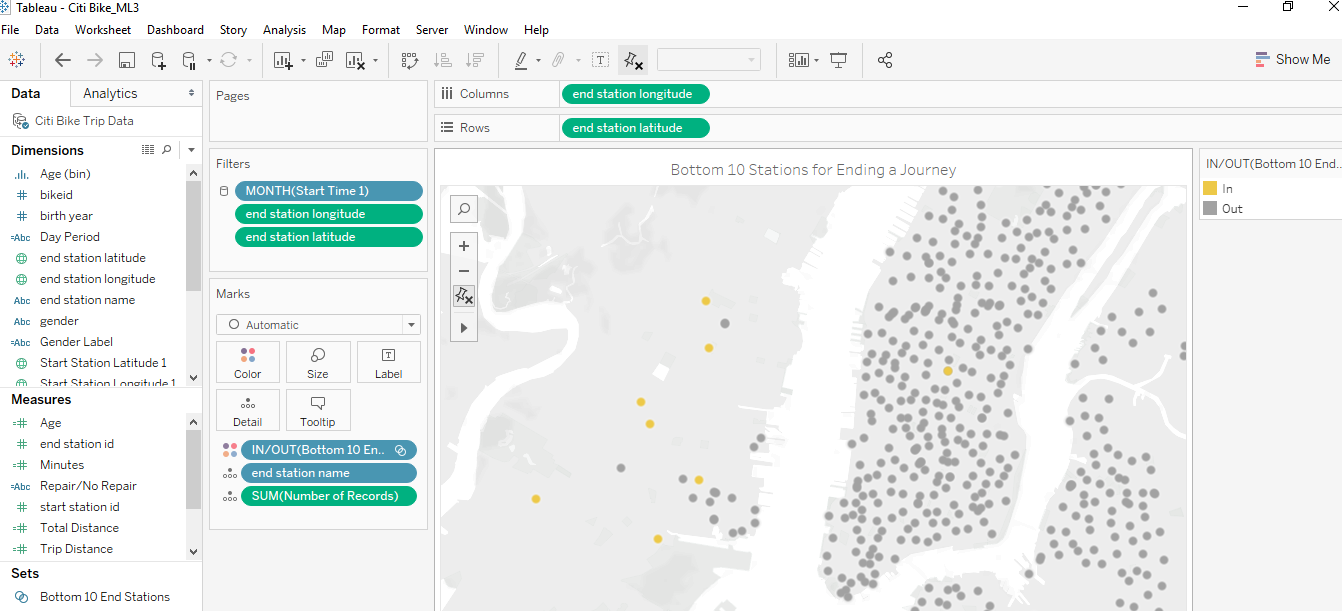 Tableau - Citi Bike_ML3
File Data Worksheet Dashboard Story Analysis Map Format Server Window Help
Show Me
Data Analytics
Citi Bike Trip Data
Dimensions
Age (bin)
# bikeid
# birth year
=Abc Day Period
end station latitude
end station longitude
Abc end station name
Abc gender
=Abc Gender Label
Start Station Latitude 1
Start Station Longitude 1
Measures
=# Age
# end station id
=# Minutes
=Abc Repair/No Repair
# start station id
=# Total Distance
=# Trip Distance
Sets
Bottom 10 End Stations
Pages
Filters
MONTH(Start Time 1)
end station longitude
end station latitude
Marks
Automatic
Color Size Label
Detail Tooltip
IN/OUT(Bottom 10 En..
end station name
SUM(Number of Records)
Columns end station longitude
Rows end station latitude
Bottom 10 Stations for Ending a Journey
IN/OUT(Bottom 10 End...
In
Out